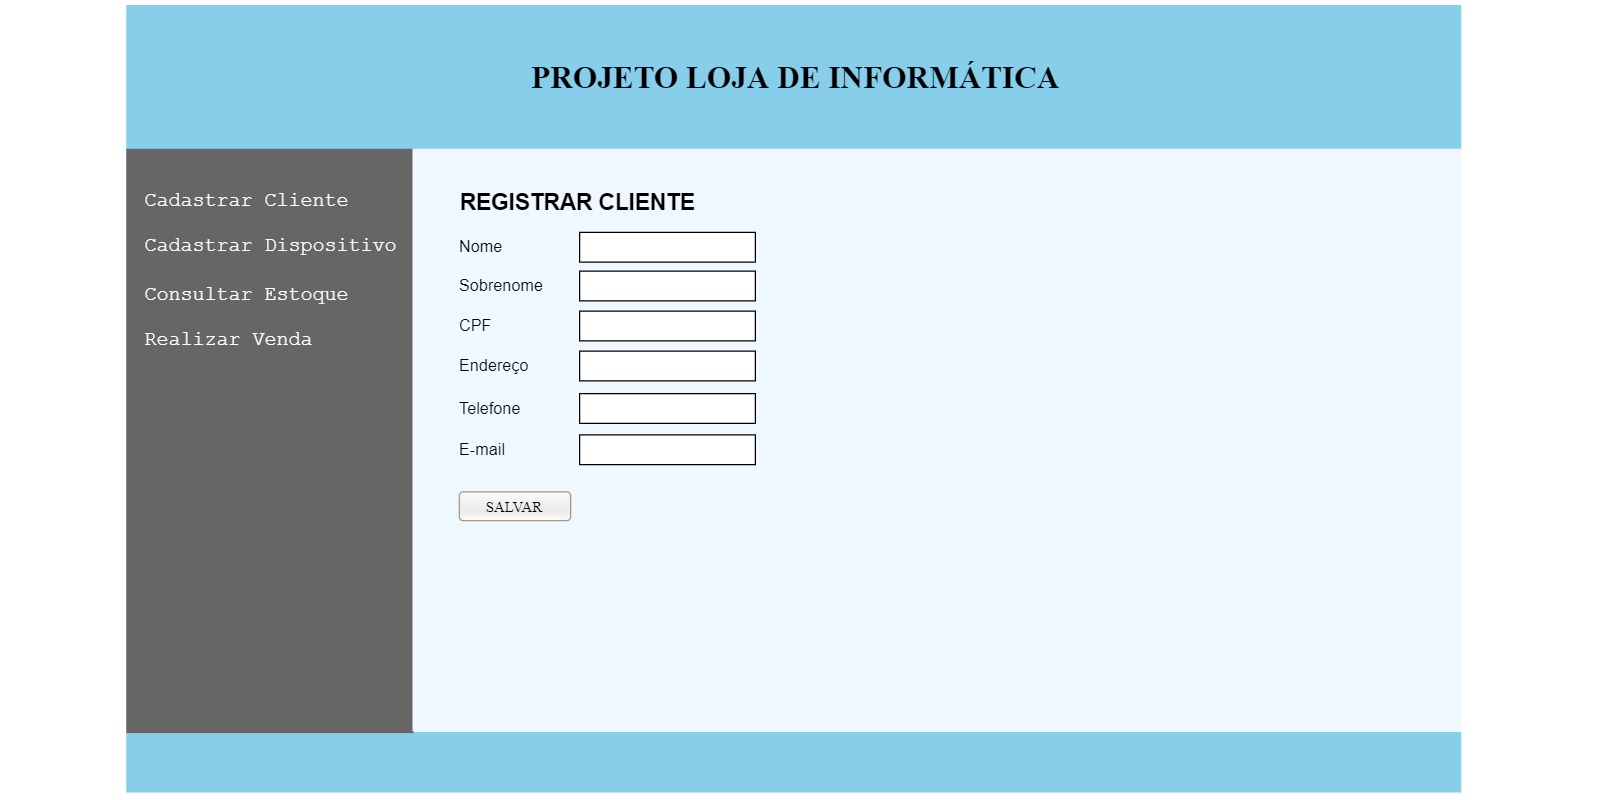 PROJETO LOJA DE INFORMÁTICA
Cadastrar Cliente
Cadastrar Dispositivo
Consultar Estoque
Realizar Venda
REGISTRAR CLIENTE
Nome
Sobrenome
CPF
Endereço
Telefone
E-mail
SALVAR